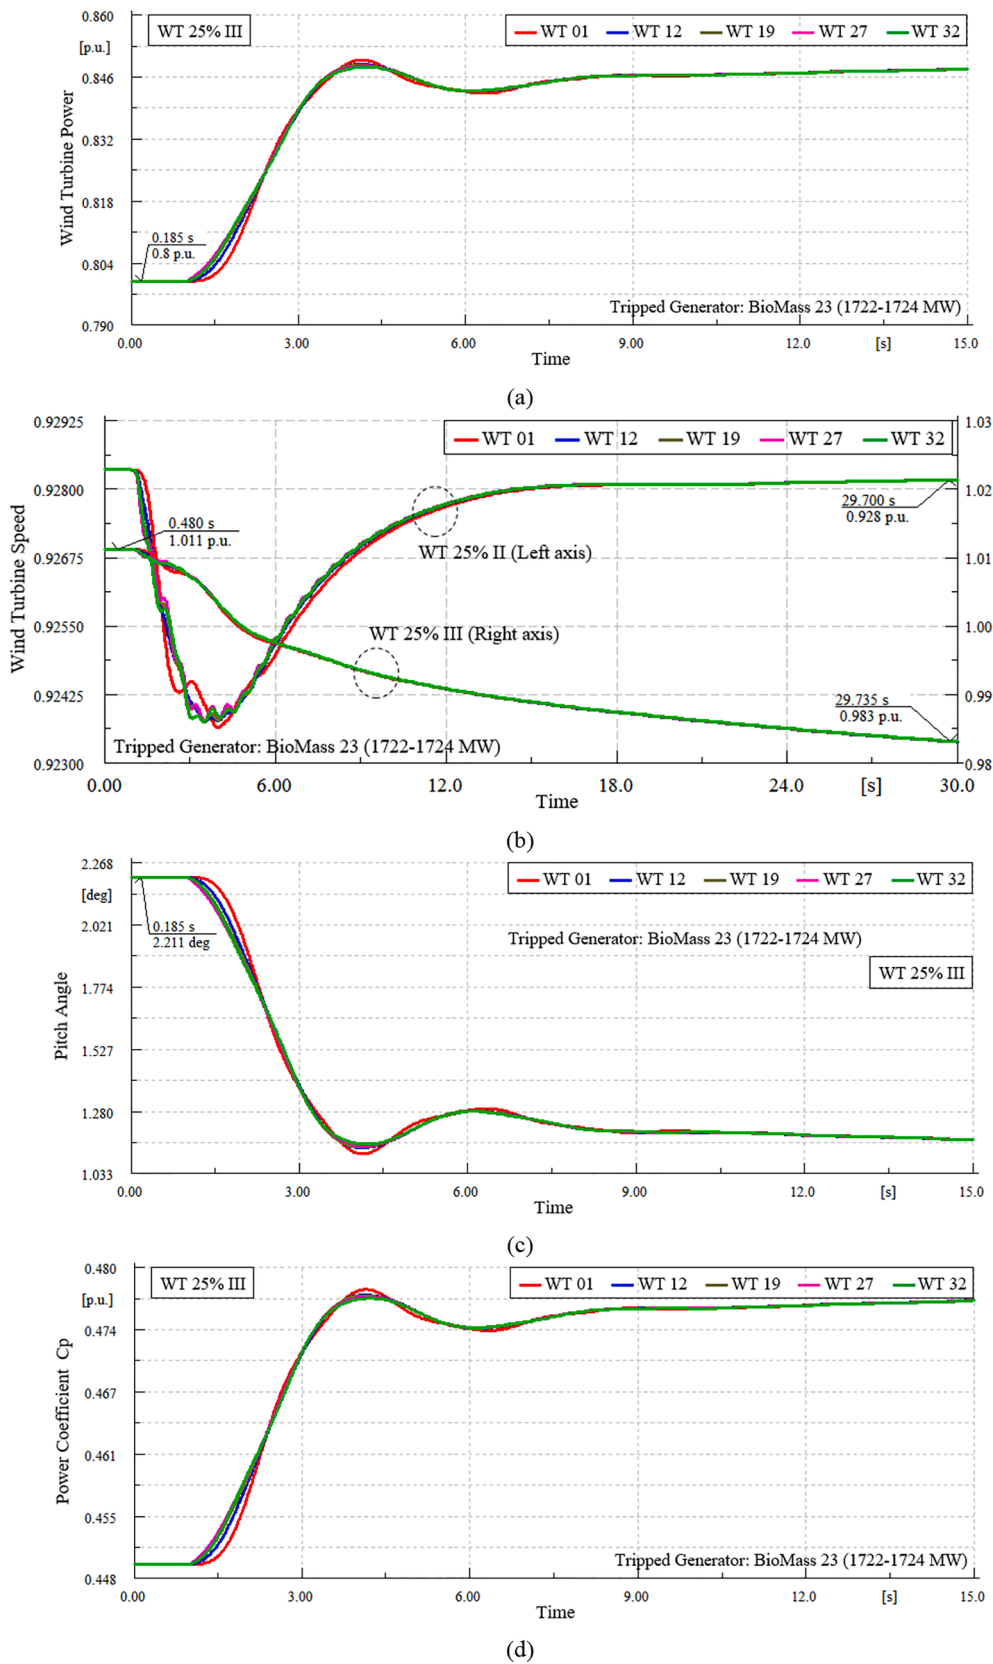 0.860
WT 25% III
WT 01 WT 12 WT 19 WT 27 WT 32
[p.u.]
0.846
0.832
0.818
0.804
0.790
Wind Turbine Power
0.185 s
0.8 p.u.
Tripped Generator: BioMass 23 (1722-1724 MW)
0.00 3.00 6.00 9.00 12.0 [s] 15.0
Time
(a)
0.92925
0.92800
0.92675
0.92550
0.92425
0.92300
Wind Turbine Speed
WT 01 WT 12 WT 19 WT 27 WT 32
1.03
1.02
1.01
1.00
0.99
0.98
0.480 s
1.011 p.u.
29.700 s
0.928 p.u.
WT 25% II (Left axis)
WT 25% III (Right axis)
29.735 s
0.983 p.u.
Tripped Generator: BioMass 23 (1722-1724 MW)
0.00 6.00 12.0 18.0 24.0 [s] 30.0
Time
(b)
2.268
[deg]
2.021
1.774
1.527
1.280
1.033
Pitch Angle
WT 01 WT 12 WT 19 WT 27 WT 32
0.185 s
2.211 deg
Tripped Generator: BioMass 23 (1722-1724 MW)
WT 25% III
0.00 3.00 6.00 9.00 12.0 [s] 15.0
Time
(c)
0.480
[p.u.]
0.474
0.467
0.461
0.455
0.448
Power Coefficient Cp
WT 25% III
WT 01 WT 12 WT 19 WT 27 WT 32
Tripped Generator: BioMass 23 (1722-1724 MW)
0.00 3.00 6.00 9.00 12.0 [s] 15.0
Time
(d)